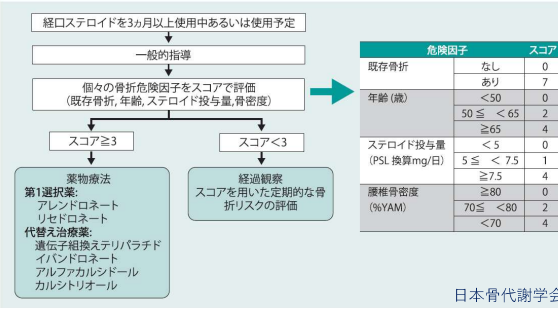 経口ステロイドを3ヵ月以上使用中あるいは使用予定
一般的指導
個々の骨折危険因子をスコアで評価
(既存骨折, 年齢, ステロイド投与量, 骨密度)
スコア≧3
スコア<3
薬物療法
第1選択薬:
アレンドロネート
リセドロネート
代替え治療薬:
遺伝子組換えテリパラチド
イバンドロネート
アルファカルシドール
カルシトリオール
経過観察
スコアを用いた定期的な骨
折リスクの評価
危険因子 スコア
既存骨折 なし 0
あり 7
年齢(歳) <50 0
50≦ <65 2
≧65 4
ステロイド投与量 <5 0
(PSL 換算mg/日) 5≦ <7.5 1
≧7.5 4
腰椎骨密度 ≧80 0
(%YAM) 70≦ <80 2
<70 4
日本骨代謝学会